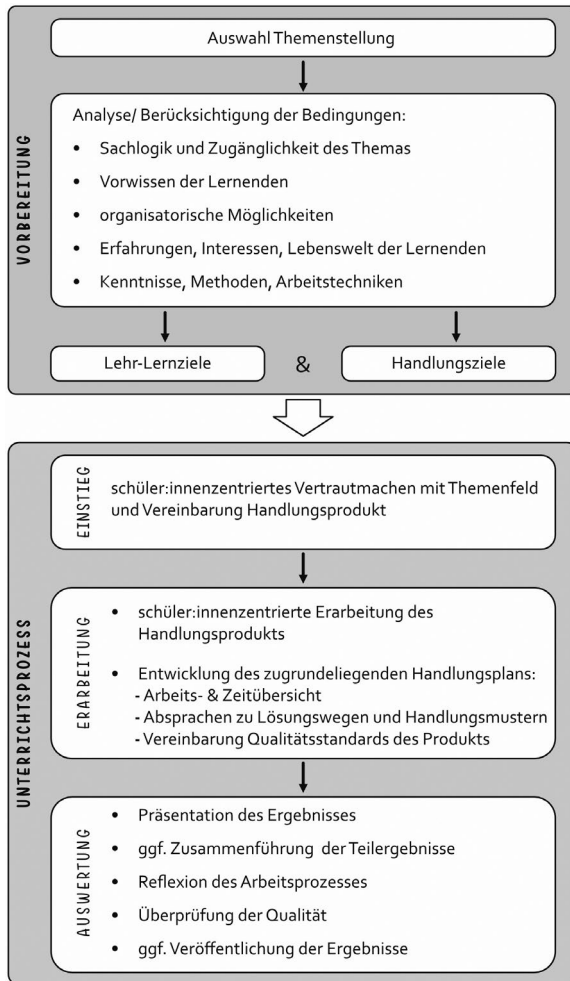 VORBEREITUNG
Auswahl Themenstellung
Analyse/ Berücksichtigung der Bedingungen:
• Sachlogik und Zugänglichkeit des Themas
• Vorwissen der Lernenden
• organisatorische Möglichkeiten
• Erfahrungen, Interessen, Lebenswelt der Lernenden
• Kenntnisse, Methoden, Arbeitstechniken
Lehr-Lernziele
&
Handlungsziele
UNTERRICHTSPROZESS
EINSTIEG
schüler:innenzentriertes Vertrautmachen mit Themenfeld
und Vereinbarung Handlungsprodukt
ERARBEITUNG
• schüler:innenzentrierte Erarbeitung des
Handlungsprodukts
• Entwicklung des zugrundeliegenden Handlungsplans:
- Arbeits- & Zeitübersicht
- Absprachen zu Lösungswegen und Handlungsmustern
- Vereinbarung Qualitätsstandards des Produkts
AUSWERTUNG
• Präsentation des Ergebnisses
• ggf. Zusammenführung der Teilergebnisse
• Reflexion des Arbeitsprozesses
• Überprüfung der Qualität
• ggf. Veröffentlichung der Ergebnisse